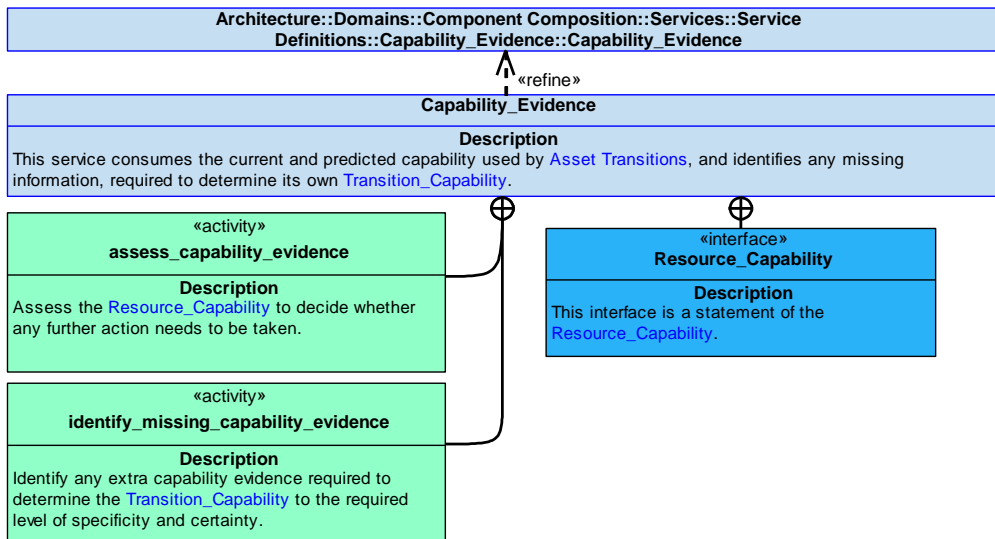 Architecture::Domains::Component Composition::Services::Service
Definitions::Capability_Evidence::Capability_Evidence
«refine»
Capability_Evidence
Description
This service consumes the current and predicted capability used by Asset Transitions, and identifies any missing
information, required to determine its own Transition_Capability.
«activity»
assess_capability_evidence
Description
Assess the Resource_Capability to decide whether
any further action needs to be taken.
«interface»
Resource_Capability
Description
This interface is a statement of the
Resource_Capability.
«activity»
identify_missing_capability_evidence
Description
Identify any extra capability evidence required to
determine the Transition_Capability to the required
level of specificity and certainty.